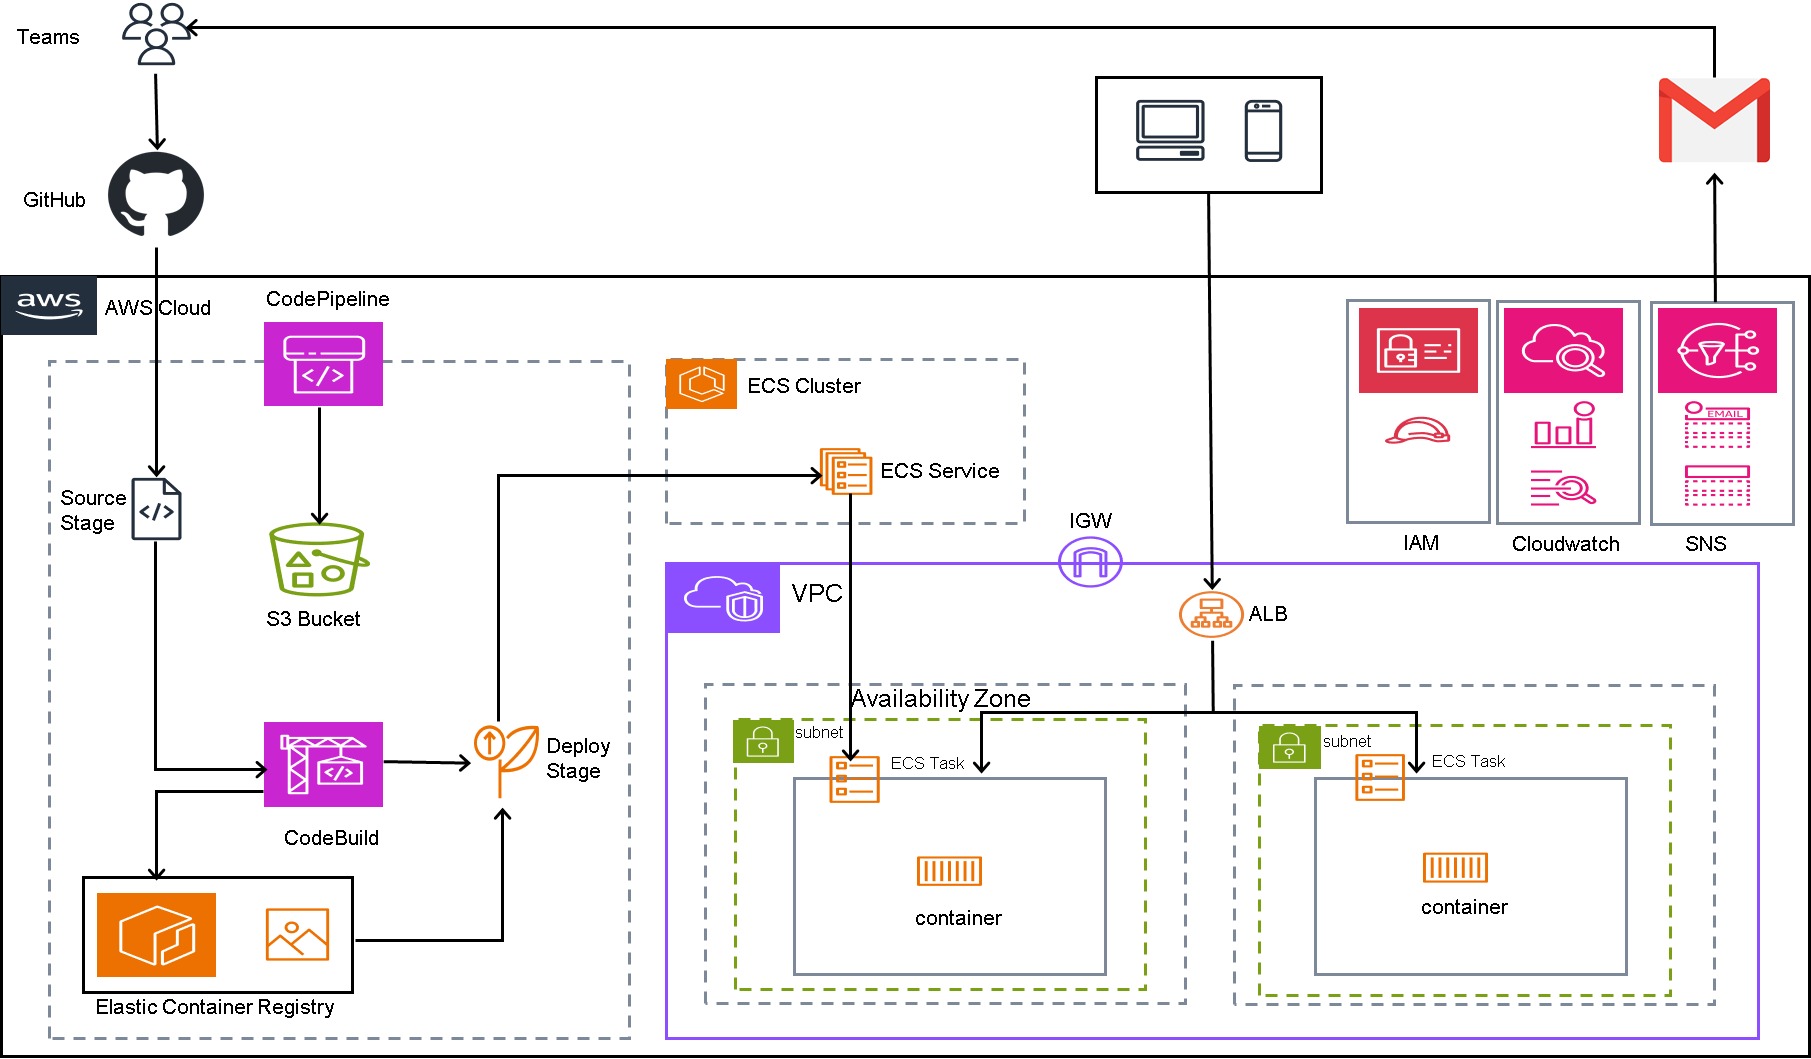 Teams
GitHub
aws
AWS Cloud
CodePipeline
</>
Source
Stage
</>
S3 Bucket
ECS Cluster
ECS Service
EMAIL
IAM
Cloudwatch
SNS
IGW
VPC
ALB
Availability Zone
subnet
ECS Task
container
subnet
ECS Task
container
</>
CodeBuild
Deploy
Stage
Elastic Container Registry